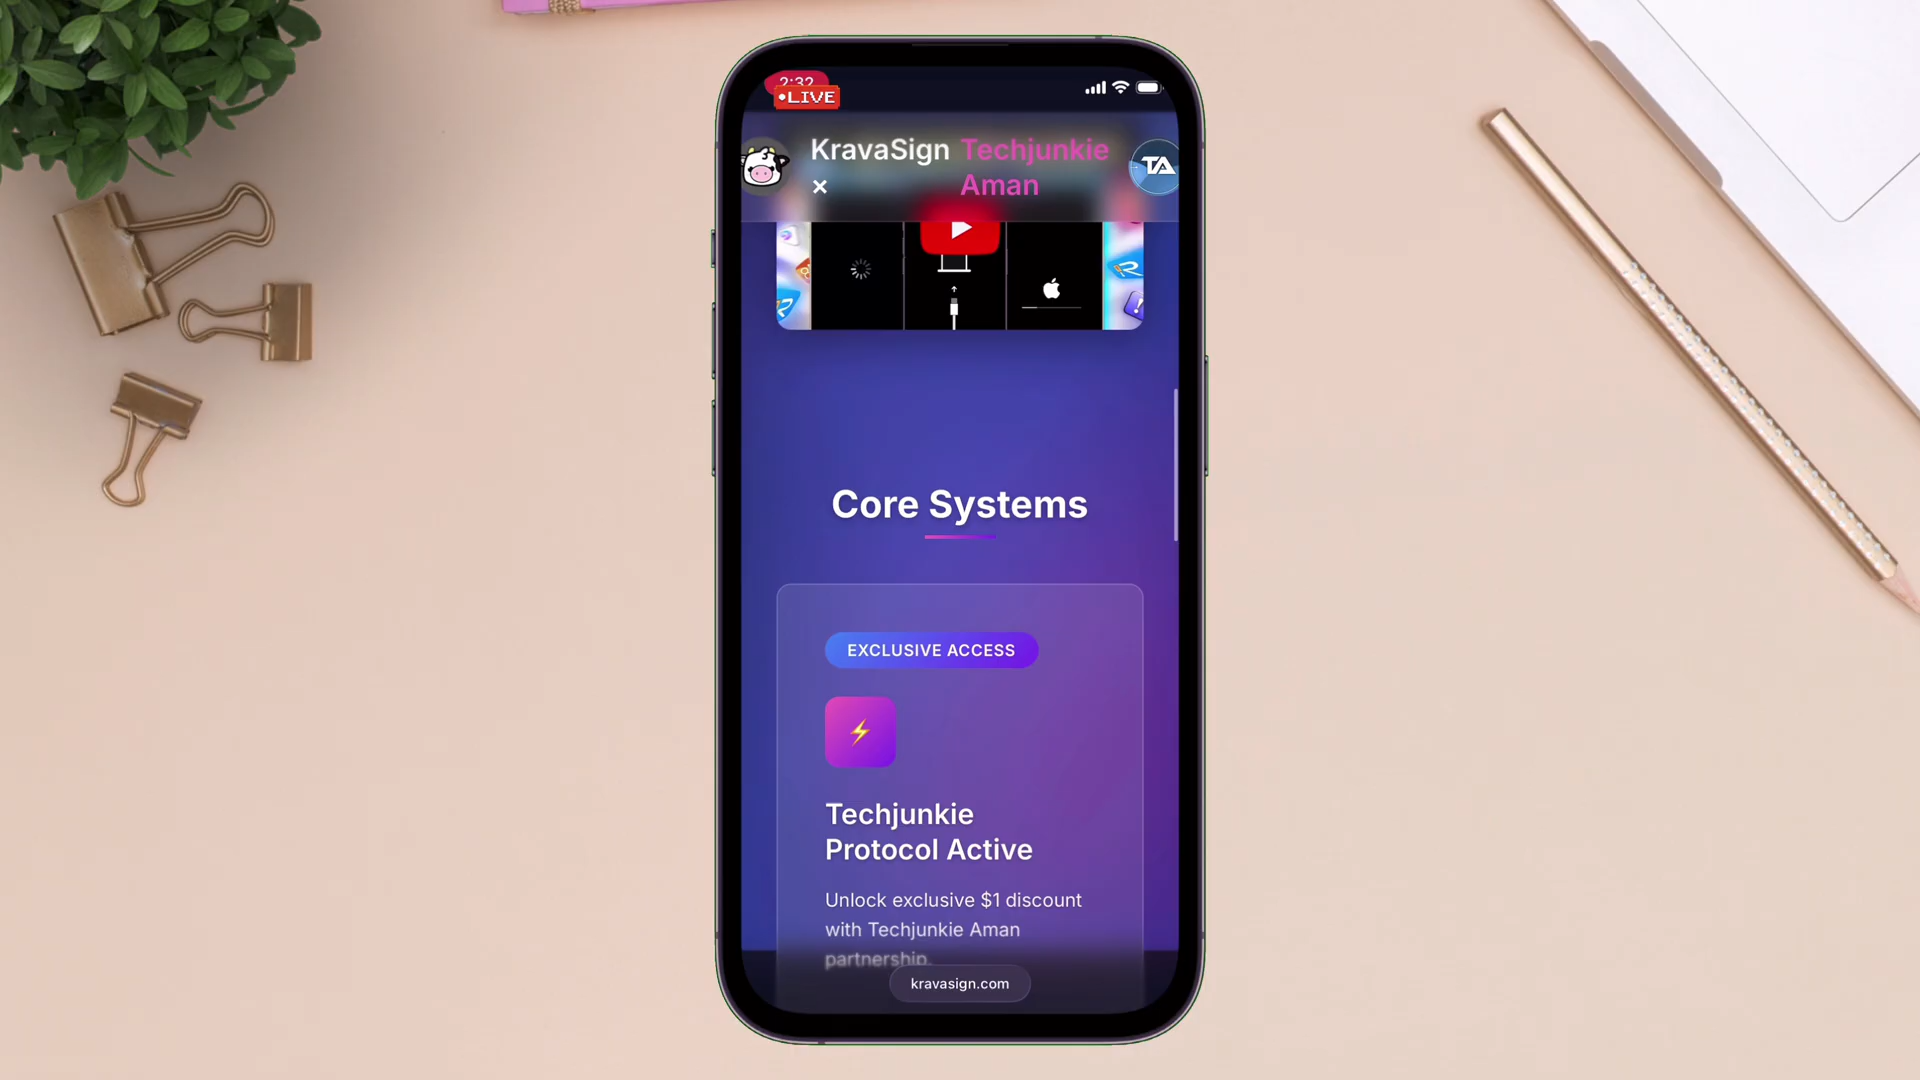 2:32
•LIVE
KravaSign Techjunkie
× Aman
TA
Core Systems
EXCLUSIVE ACCESS
Techjunkie
Protocol Active
Unlock exclusive $1 discount
with Techjunkie Aman
partnership.
kravasign.com